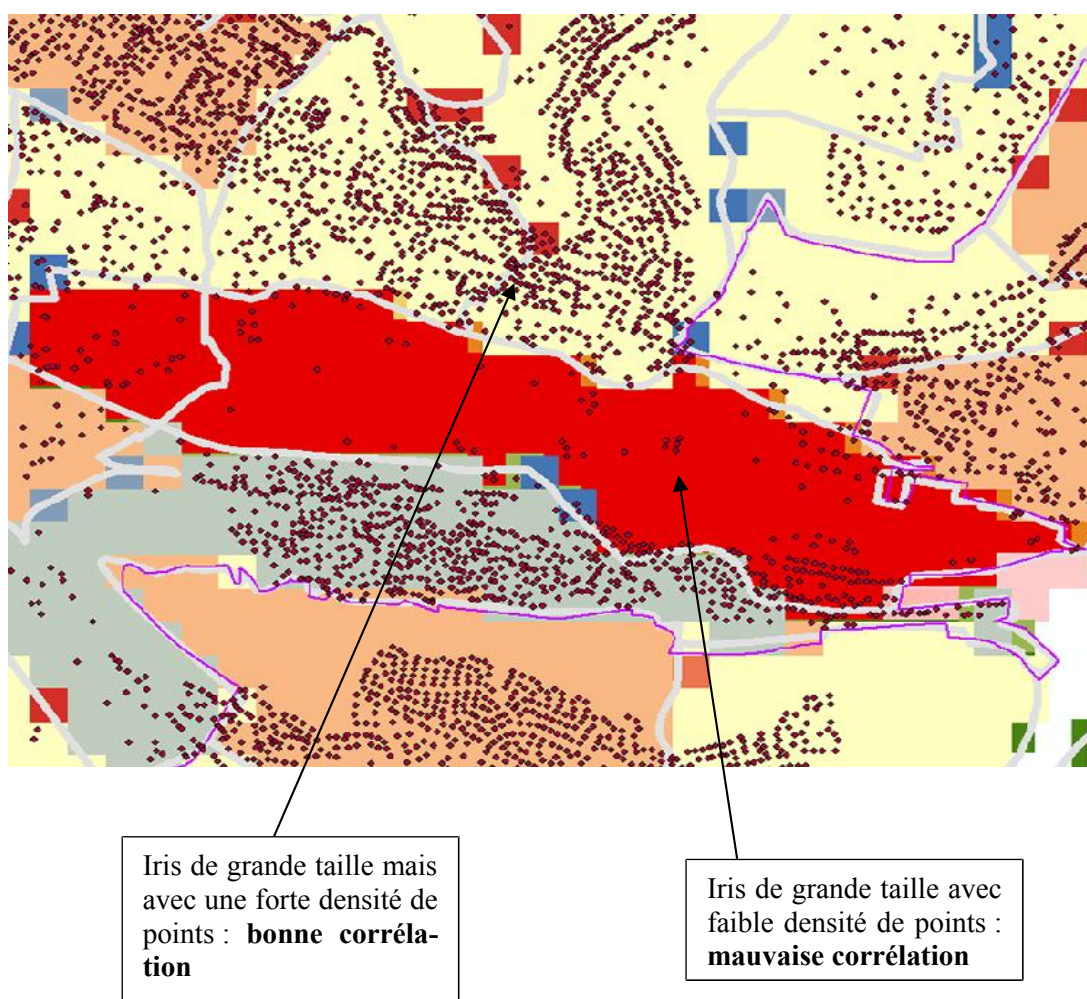 Iris de grande taille mais
avec une forte densité de
points : bonne corréla-
tion
Iris de grande taille avec
faible densité de points :
mauvaise corrélation